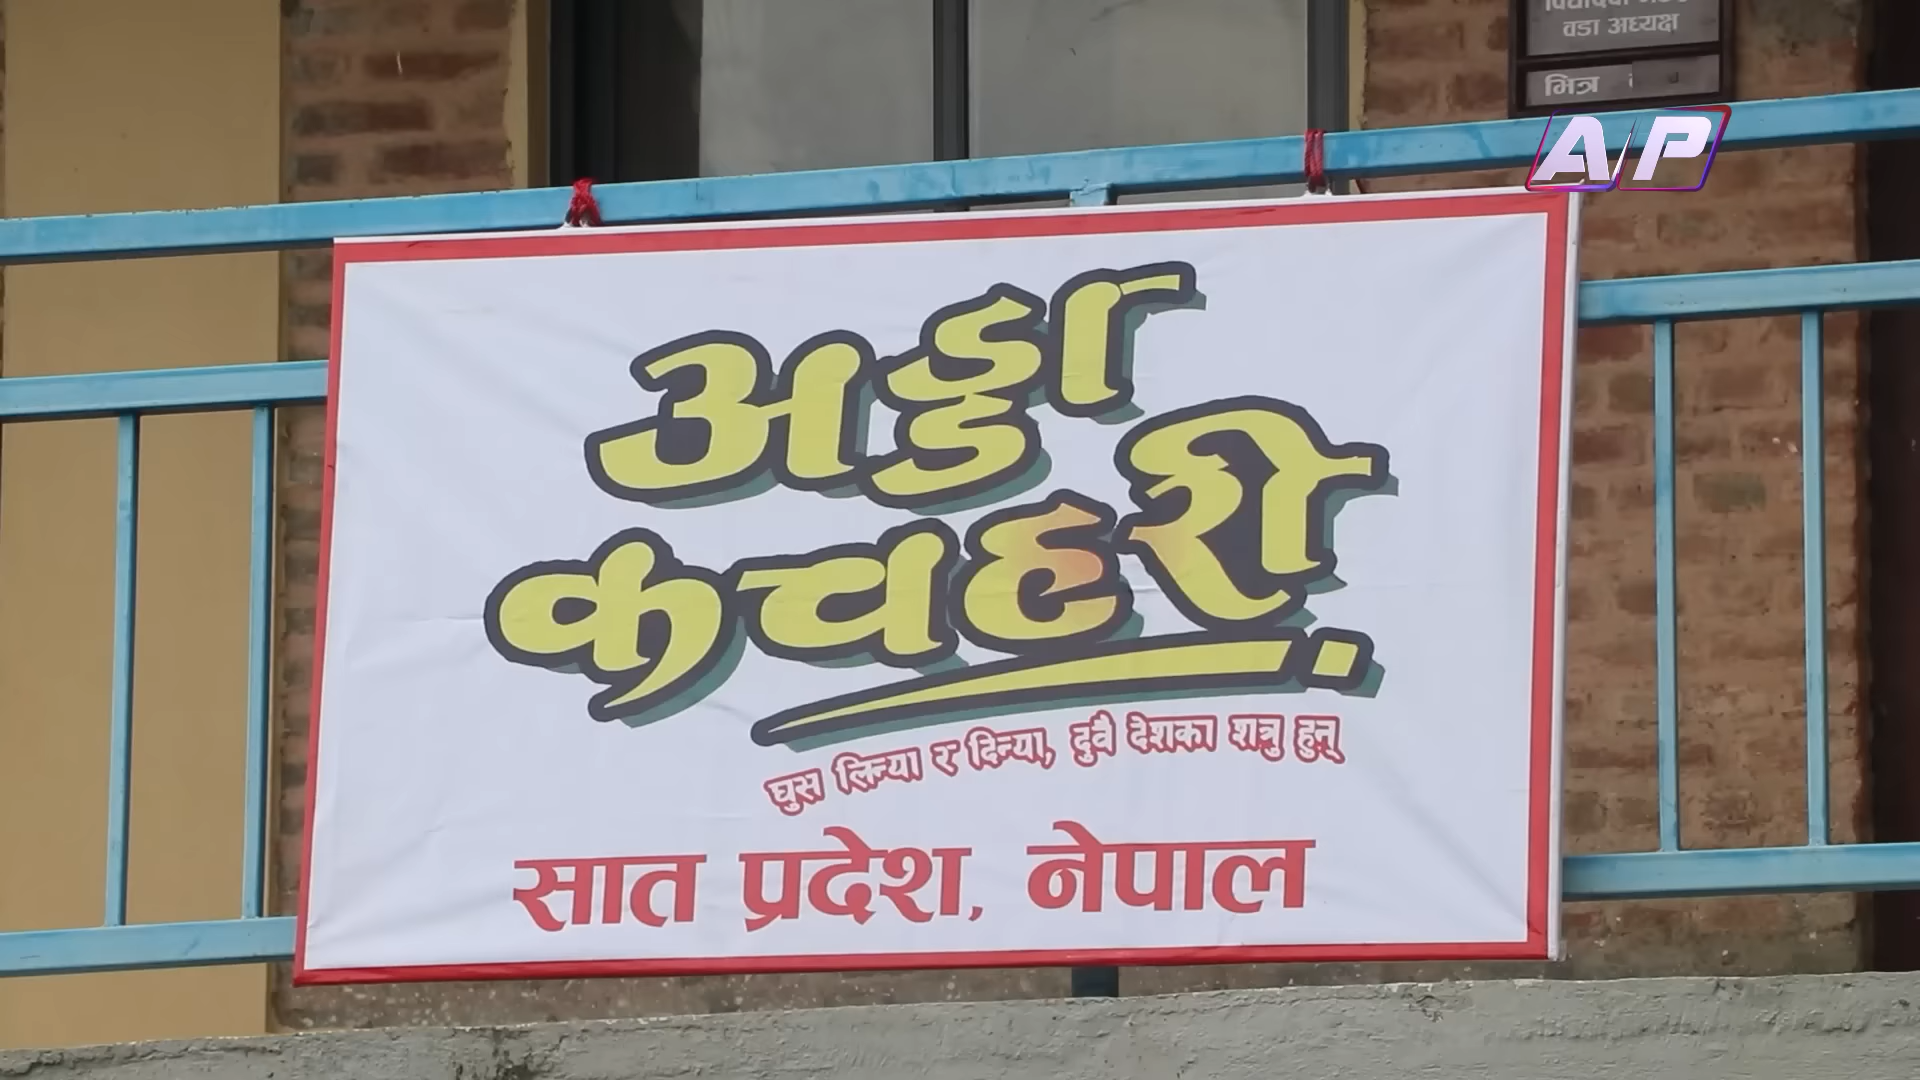 वडा अध्यक्ष
भित्र
AP
अड्डा
कचहरी
घुस लिन्या र दिन्या, दुवै देशका शत्रु हुन्
सात प्रदेश, नेपाल